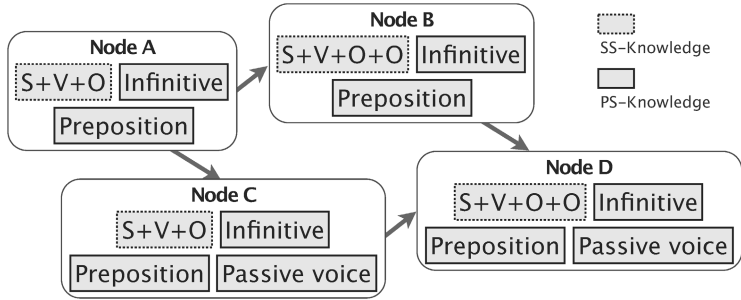 Node A
S+V+O Infinitive
Preposition
Node B
S+V+O+O Infinitive
Preposition
SS-Knowledge
PS-Knowledge
Node C
S+V+O Infinitive
Preposition Passive voice
Node D
S+V+O+O Infinitive
Preposition Passive voice